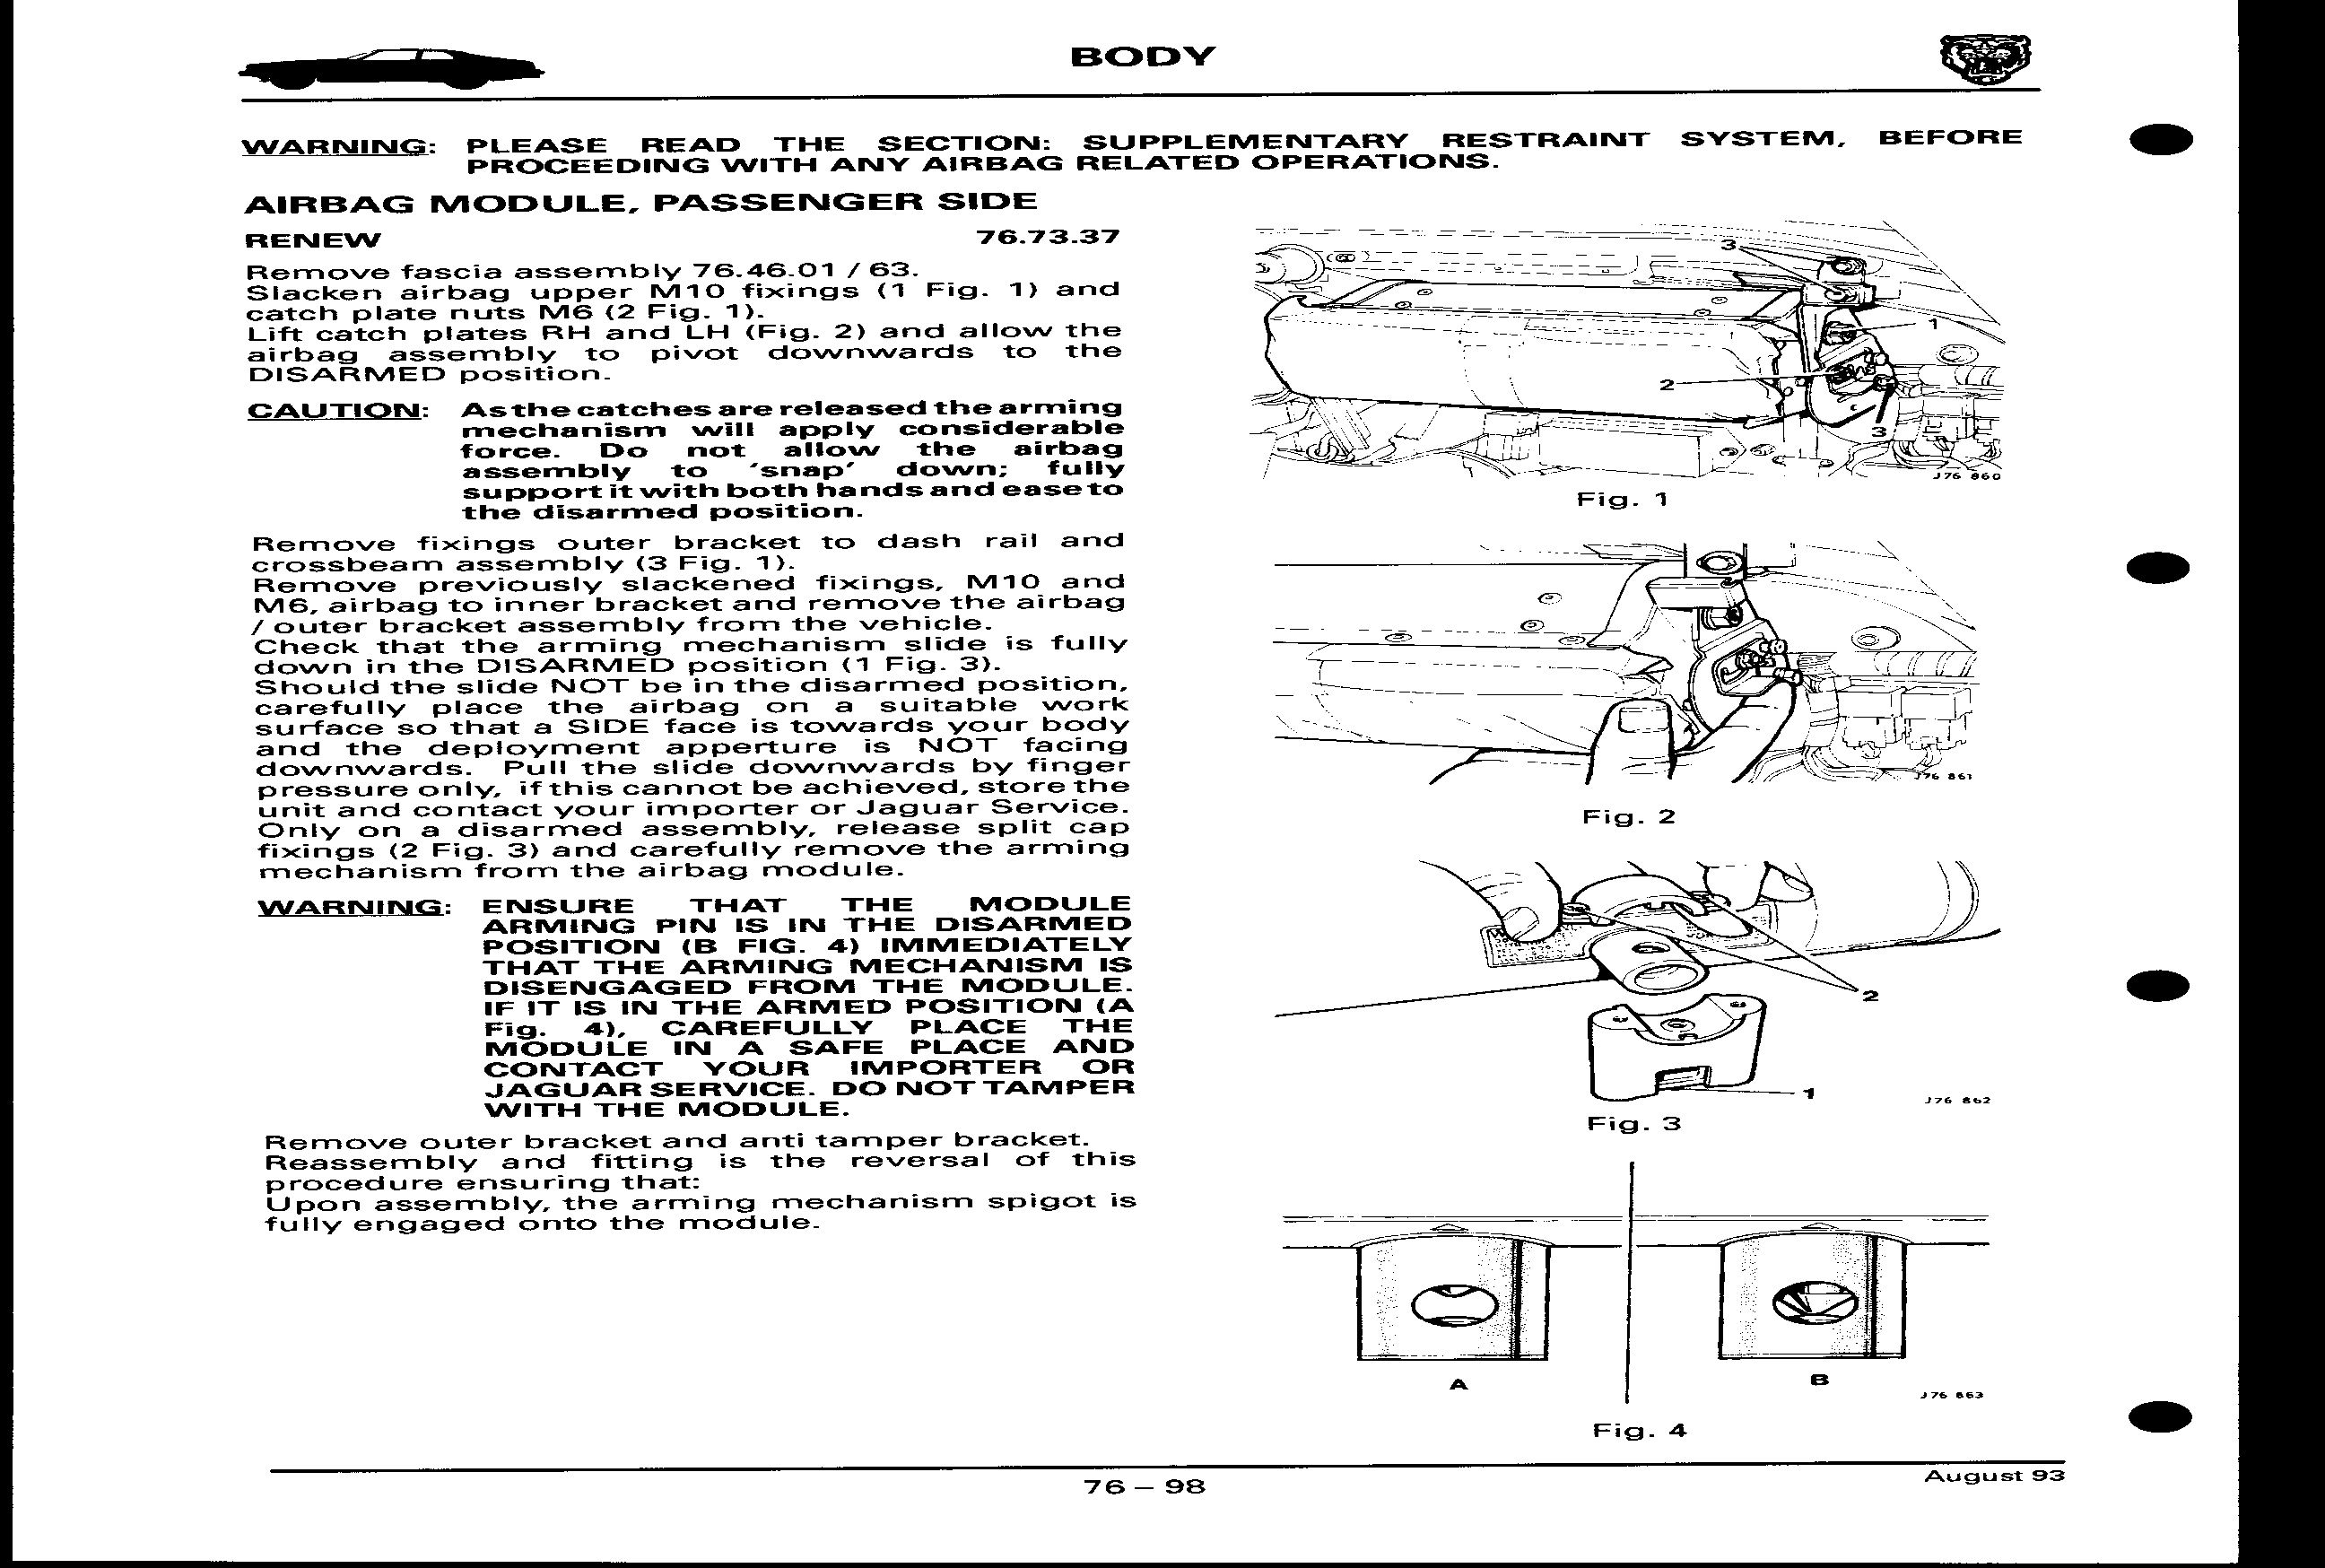 BODY
WARNING: PLEASE READ THE SECTION: SUPPLEMENTARY RESTRAINT SYSTEM, BEFORE
PROCEEDING WITH ANY AIRBAG RELATED OPERATIONS.
AIRBAG MODULE, PASSENGER SIDE
RENEW 76.73.37
Remove fascia assembly 76.46.01 / 63.
Slacken airbag upper M10 fixings (1 Fig. 1) and
catch plate nuts M6 (2 Fig. 1).
Lift catch plates RH and LH (Fig. 2) and allow the
airbag assembly to pivot downwards to the
DISARMED position.
CAUTION: As the catches are released the arming
mechanism will apply considerable
force. Do not allow the airbag
assembly to 'snap' down; fully
support it with both hands and ease to
the disarmed position.
Remove fixings outer bracket to dash rail and
crossbeam assembly (3 Fig. 1).
Remove previously slackened fixings, M10 and
M6, airbag to inner bracket and remove the airbag
/ outer bracket assembly from the vehicle.
Check that the arming mechanism slide is fully
down in the DISARMED position (1 Fig. 3).
Should the slide NOT be in the disarmed position,
carefully place the airbag on a suitable work
surface so that a SIDE face is towards your body
and the deployment apperture is NOT facing
downwards. Pull the slide downwards by finger
pressure only, if this cannot be achieved, store the
unit and contact your importer or Jaguar Service.
Only on a disarmed assembly, release split cap
fixings (2 Fig. 3) and carefully remove the arming
mechanism from the airbag module.
WARNING: ENSURE THAT THE MODULE
ARMING PIN IS IN THE DISARMED
POSITION (B FIG. 4) IMMEDIATELY
THAT THE ARMING MECHANISM IS
DISENGAGED FROM THE MODULE.
IF IT IS IN THE ARMED POSITION (A
Fig. 4), CAREFULLY PLACE THE
MODULE IN A SAFE PLACE AND
CONTACT YOUR IMPORTER OR
JAGUAR SERVICE. DO NOT TAMPER
WITH THE MODULE.
Remove outer bracket and anti tamper bracket.
Reassembly and fitting is the reversal of this
procedure ensuring that:
Upon assembly, the arming mechanism spigot is
fully engaged onto the module.
3
1
2
3
J76 860
Fig. 1
J76 861
Fig. 2
2
1
J76 862
Fig. 3
A
B
J76 863
Fig. 4
76 – 98
August 93